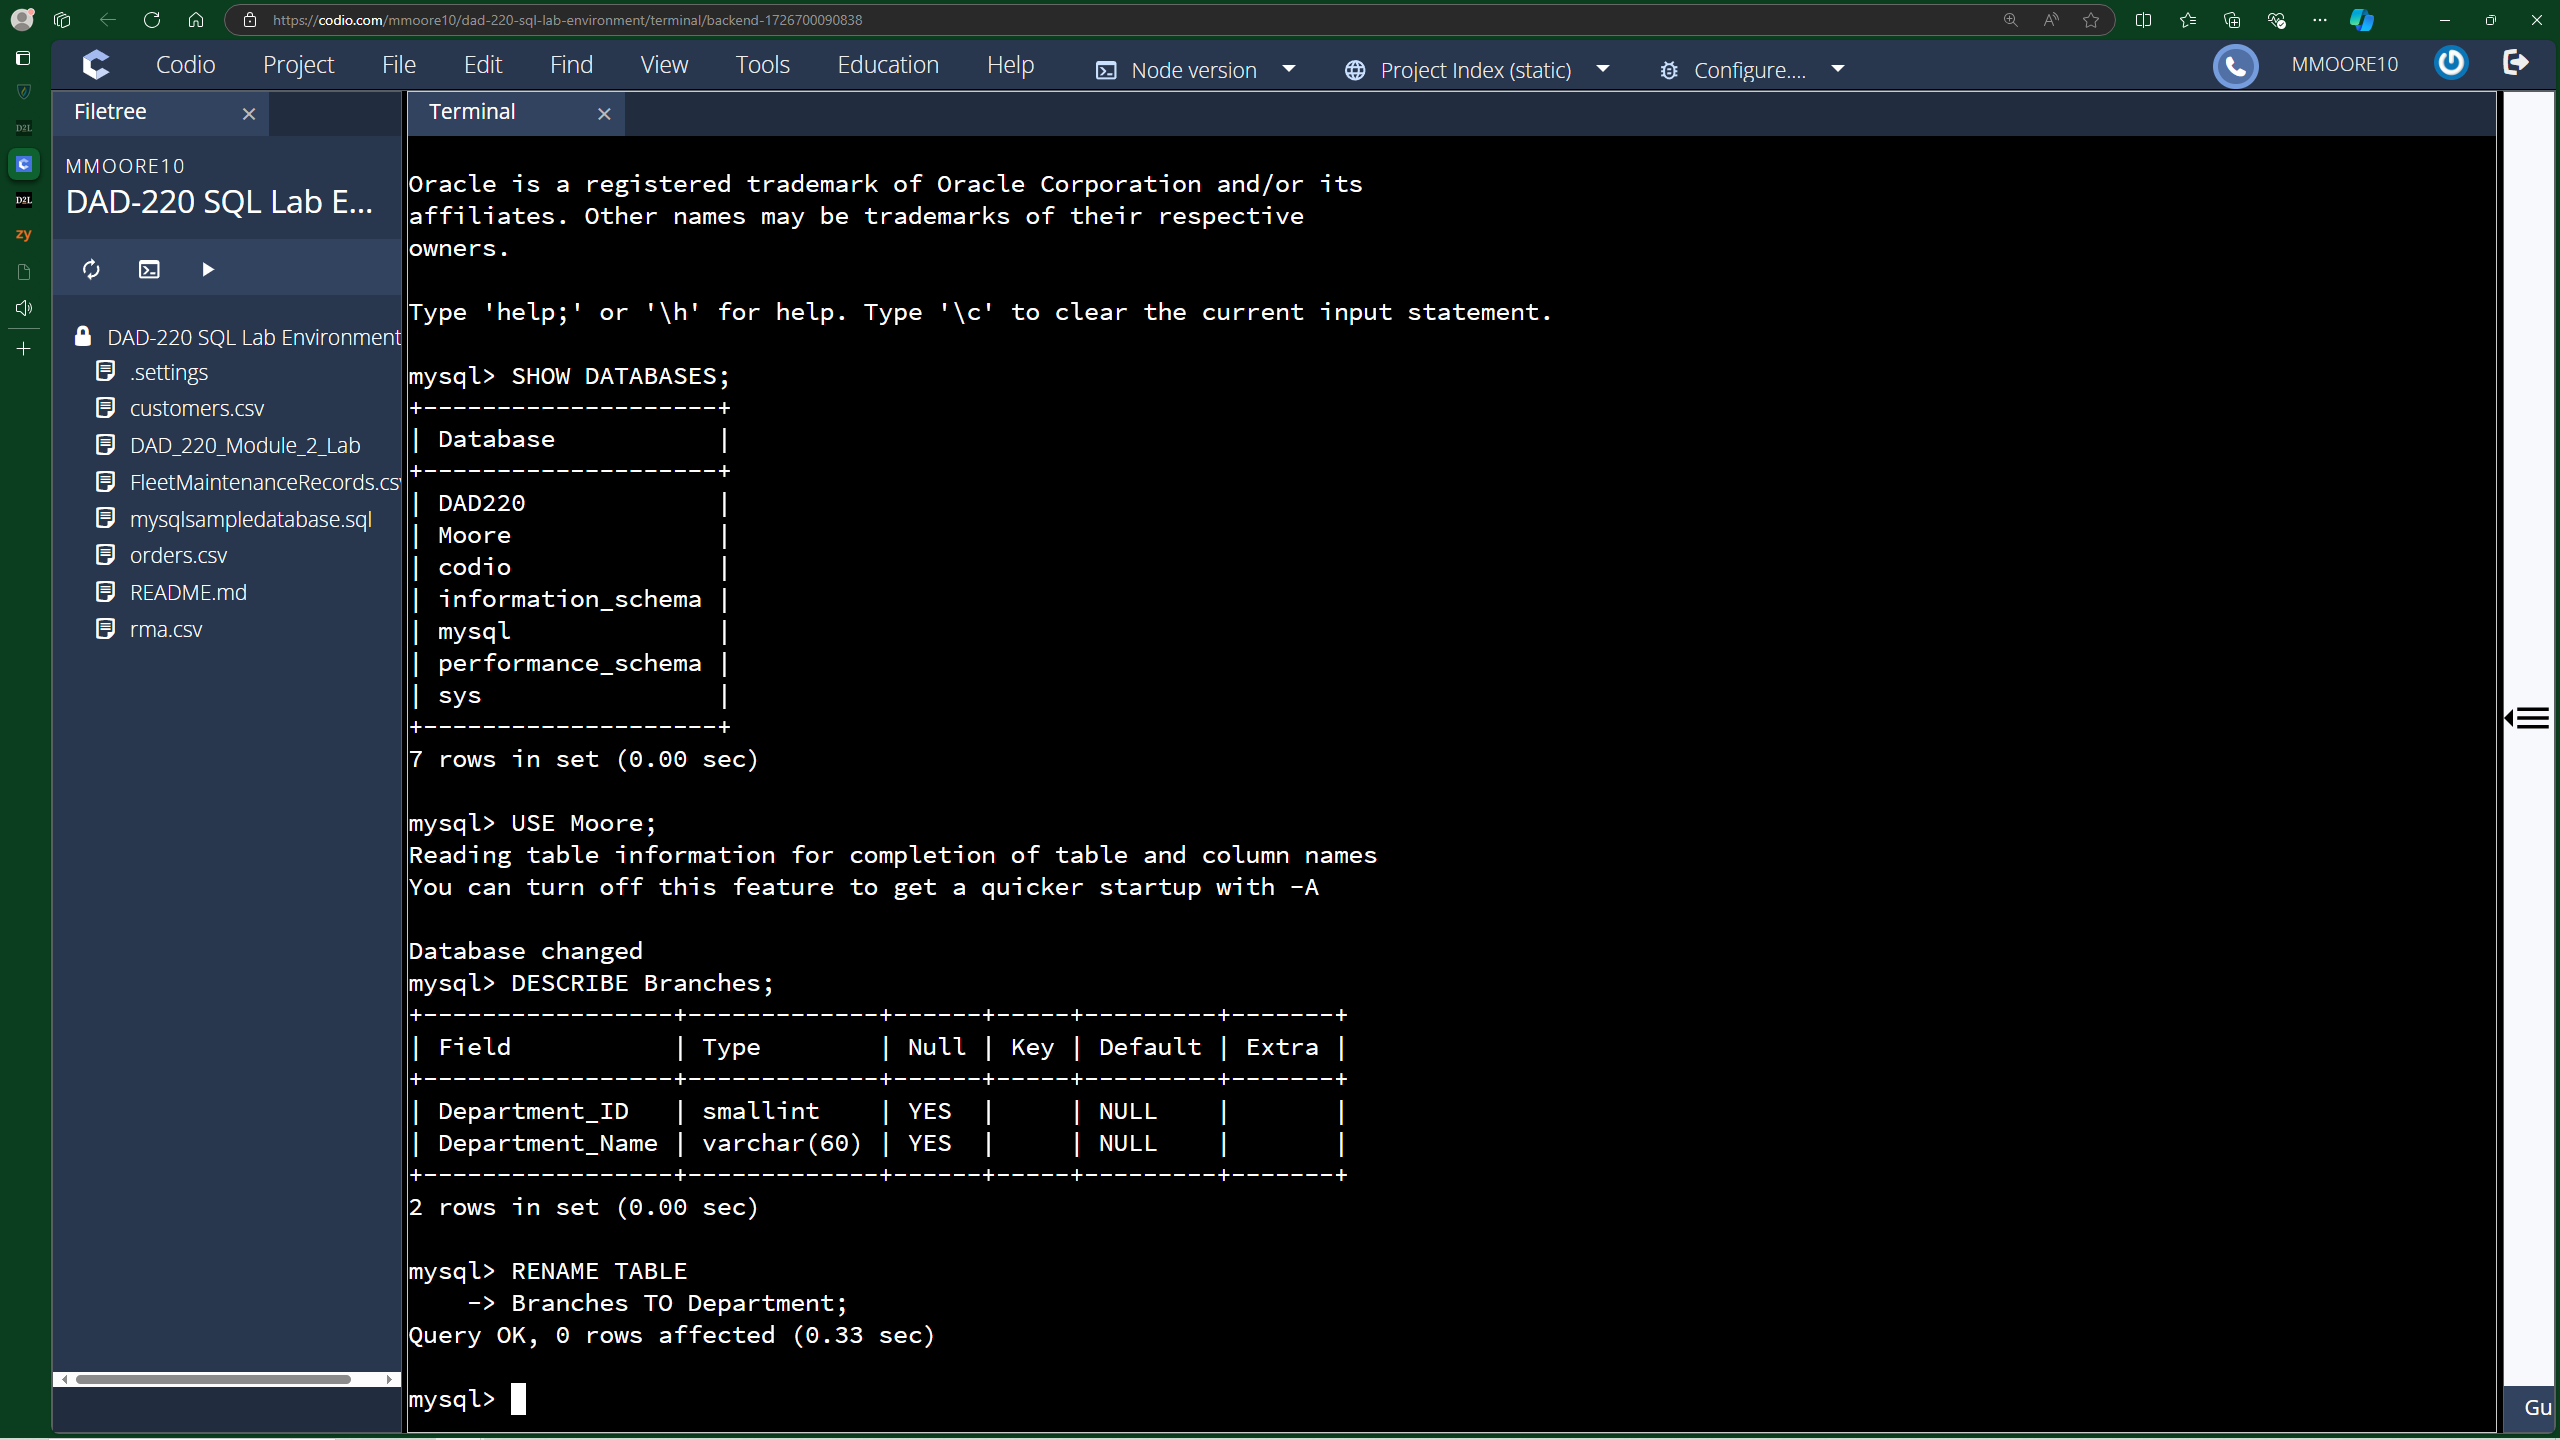 https://codio.com/mmoore10/dad-220-sql-lab-environment/terminal/backend-1726700090838
Codio Project File Edit Find View Tools Education Help Node version Project Index (static) Configure.... MMOORE10
Filetree
Terminal
D2L
D2L
zy
MMOORE10
DAD-220 SQL Lab E...
DAD-220 SQL Lab Environment
.settings
customers.csv
DAD_220_Module_2_Lab
FleetMaintenanceRecords.csv
mysqlsampledatabase.sql
orders.csv
README.md
rma.csv
Oracle is a registered trademark of Oracle Corporation and/or its
affiliates. Other names may be trademarks of their respective
owners.
Type 'help;' or '\h' for help. Type '\c' to clear the current input statement.
mysql> SHOW DATABASES;
+--------------------+
| Database           |
+--------------------+
| DAD220             |
| Moore              |
| codio              |
| information_schema |
| mysql              |
| performance_schema |
| sys                |
+--------------------+
7 rows in set (0.00 sec)
mysql> USE Moore;
Reading table information for completion of table and column names
You can turn off this feature to get a quicker startup with -A
Database changed
mysql> DESCRIBE Branches;
+-----------------+-------------+------+-----+---------+-------+
| Field           | Type        | Null | Key | Default | Extra |
+-----------------+-------------+------+-----+---------+-------+
| Department_ID   | smallint    | YES  |     | NULL    |       |
| Department_Name | varchar(60) | YES  |     | NULL    |       |
+-----------------+-------------+------+-----+---------+-------+
2 rows in set (0.00 sec)
mysql> RENAME TABLE
    -> Branches TO Department;
Query OK, 0 rows affected (0.33 sec)
mysql>
Gu